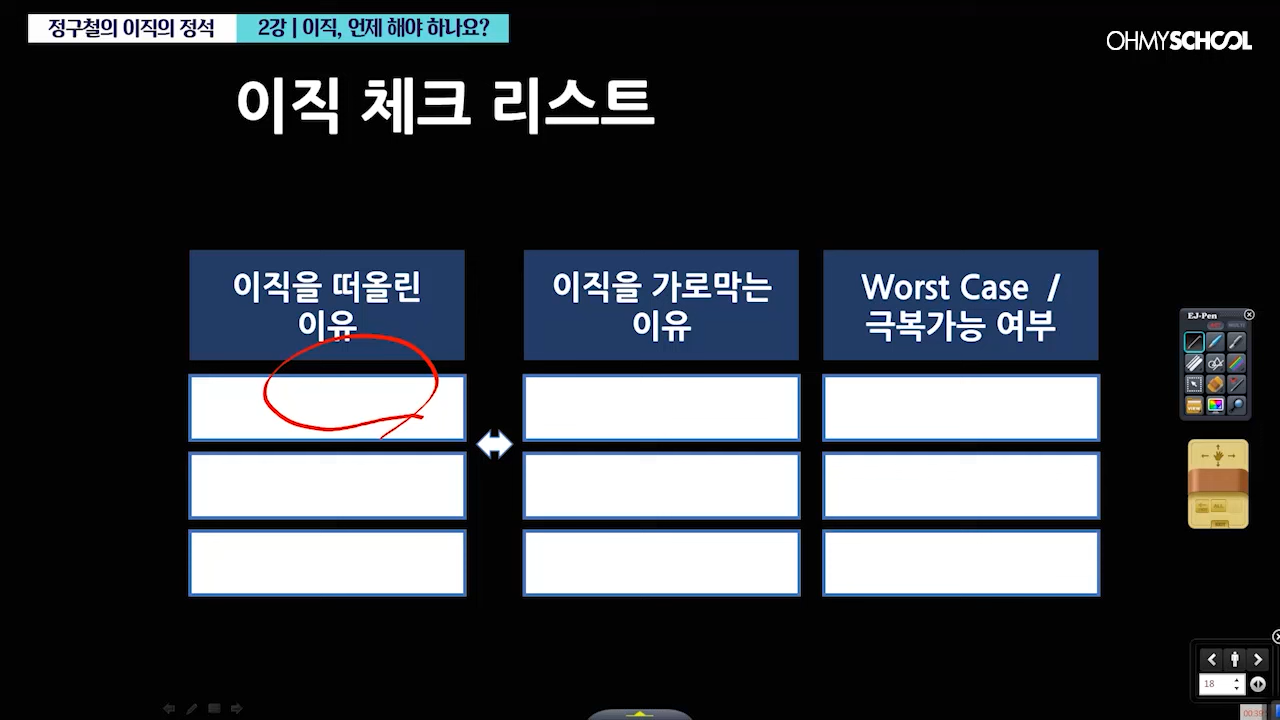 정구철의 이직의 정석
2강 | 이직, 언제 해야 하나요?
OHMYSCHOOL
이직 체크 리스트
이직을 떠올린
이유
이직을 가로막는
이유
Worst Case /
극복가능 여부
EJ-Pen
18